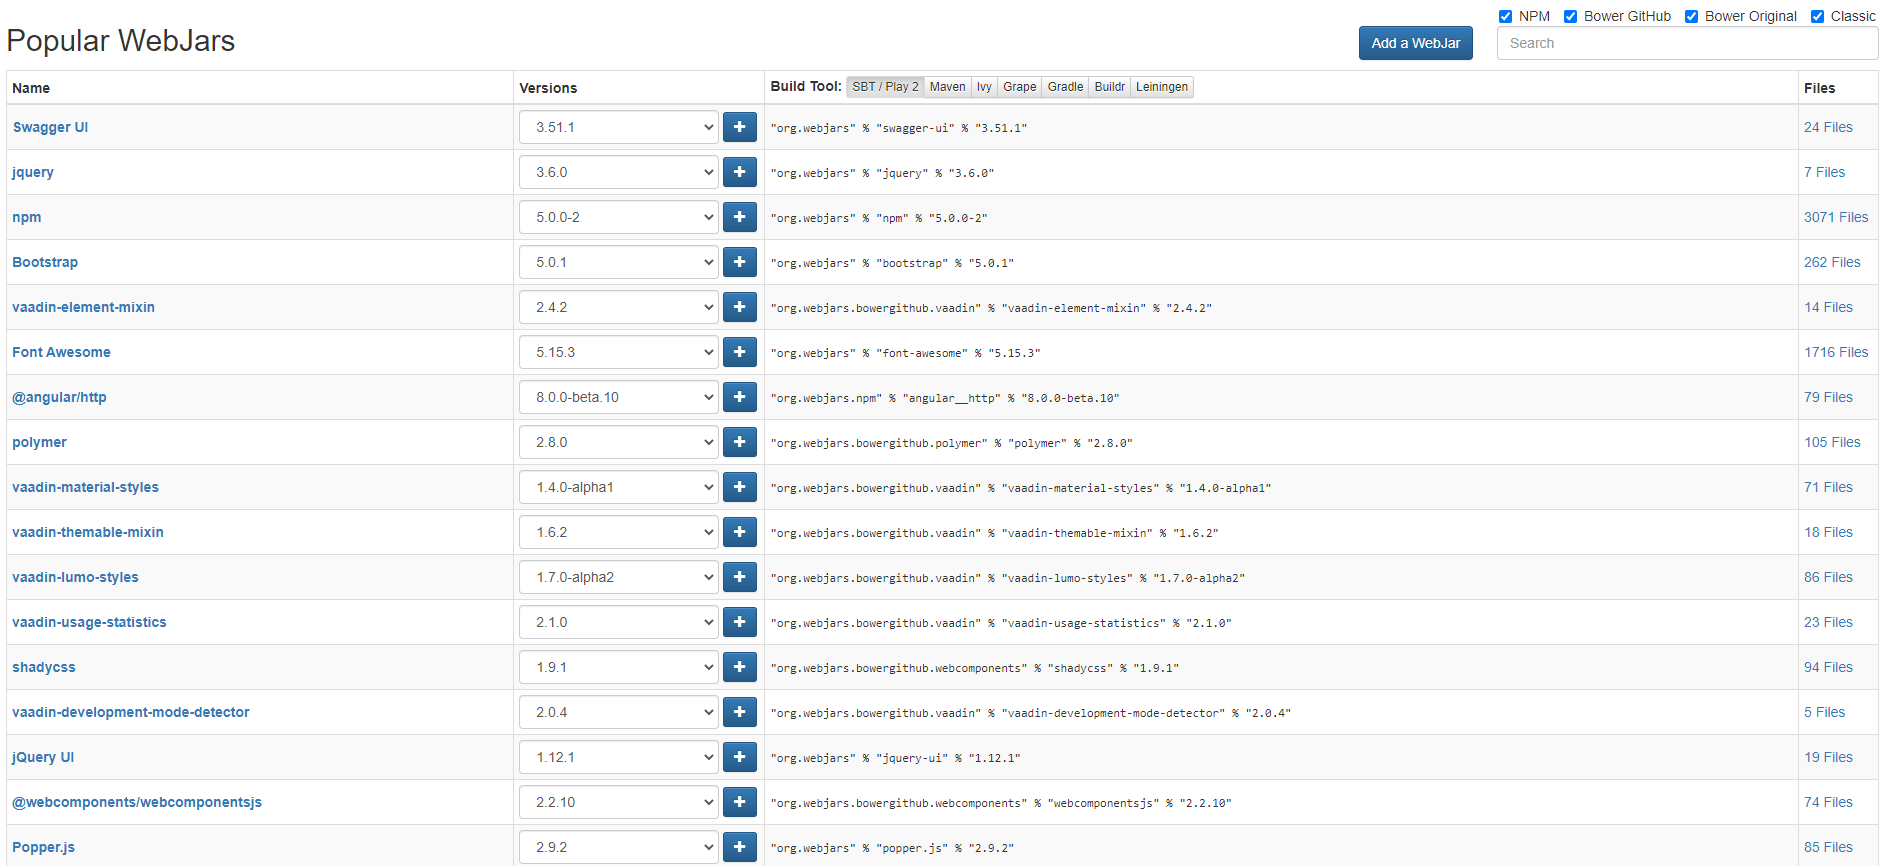 NPM Bower GitHub Bower Original Classic
Popular WebJars
Add a WebJar Search
Name Versions Build Tool: SBT / Play 2 Maven Ivy Grape Gradle Buildr Leiningen Files
Swagger UI 3.51.1 + "org.webjars" % "swagger-ui" % "3.51.1" 24 Files
jquery 3.6.0 + "org.webjars" % "jquery" % "3.6.0" 7 Files
npm 5.0.0-2 + "org.webjars" % "npm" % "5.0.0-2" 3071 Files
Bootstrap 5.0.1 + "org.webjars" % "bootstrap" % "5.0.1" 262 Files
vaadin-element-mixin 2.4.2 + "org.webjars.bowergithub.vaadin" % "vaadin-element-mixin" % "2.4.2" 14 Files
Font Awesome 5.15.3 + "org.webjars" % "font-awesome" % "5.15.3" 1716 Files
@angular/http 8.0.0-beta.10 + "org.webjars.npm" % "angular__http" % "8.0.0-beta.10" 79 Files
polymer 2.8.0 + "org.webjars.bowergithub.polymer" % "polymer" % "2.8.0" 105 Files
vaadin-material-styles 1.4.0-alpha1 + "org.webjars.bowergithub.vaadin" % "vaadin-material-styles" % "1.4.0-alpha1" 71 Files
vaadin-themable-mixin 1.6.2 + "org.webjars.bowergithub.vaadin" % "vaadin-themable-mixin" % "1.6.2" 18 Files
vaadin-lumo-styles 1.7.0-alpha2 + "org.webjars.bowergithub.vaadin" % "vaadin-lumo-styles" % "1.7.0-alpha2" 86 Files
vaadin-usage-statistics 2.1.0 + "org.webjars.bowergithub.vaadin" % "vaadin-usage-statistics" % "2.1.0" 23 Files
shadycss 1.9.1 + "org.webjars.bowergithub.webcomponents" % "shadycss" % "1.9.1" 94 Files
vaadin-development-mode-detector 2.0.4 + "org.webjars.bowergithub.vaadin" % "vaadin-development-mode-detector" % "2.0.4" 5 Files
jQuery UI 1.12.1 + "org.webjars" % "jquery-ui" % "1.12.1" 19 Files
@webcomponents/webcomponentsjs 2.2.10 + "org.webjars.bowergithub.webcomponents" % "webcomponentsjs" % "2.2.10" 74 Files
Popper.js 2.9.2 + "org.webjars" % "popper.js" % "2.9.2" 85 Files